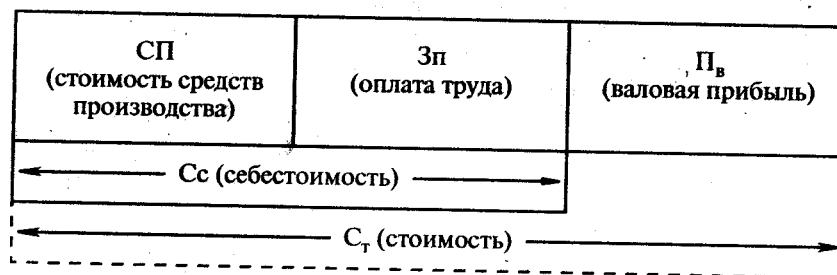 СП
(стоимость средств
производства)
Зп
(оплата труда)
Пв
(валовая прибыль)
Сс (себестоимость)
Ст (стоимость)